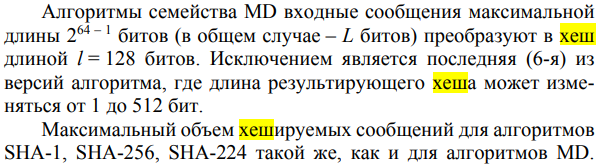 Алгоритмы семейства MD входные сообщения максимальной
длины 2^{64 – 1} битов (в общем случае – L битов) преобразуют в хеш
длиной l = 128 битов. Исключением является последняя (6-я) из
версий алгоритма, где длина результирующего хеша может изме-
няться от 1 до 512 бит.
Максимальный объем хешируемых сообщений для алгоритмов
SHA-1, SHA-256, SHA-224 такой же, как и для алгоритмов MD.